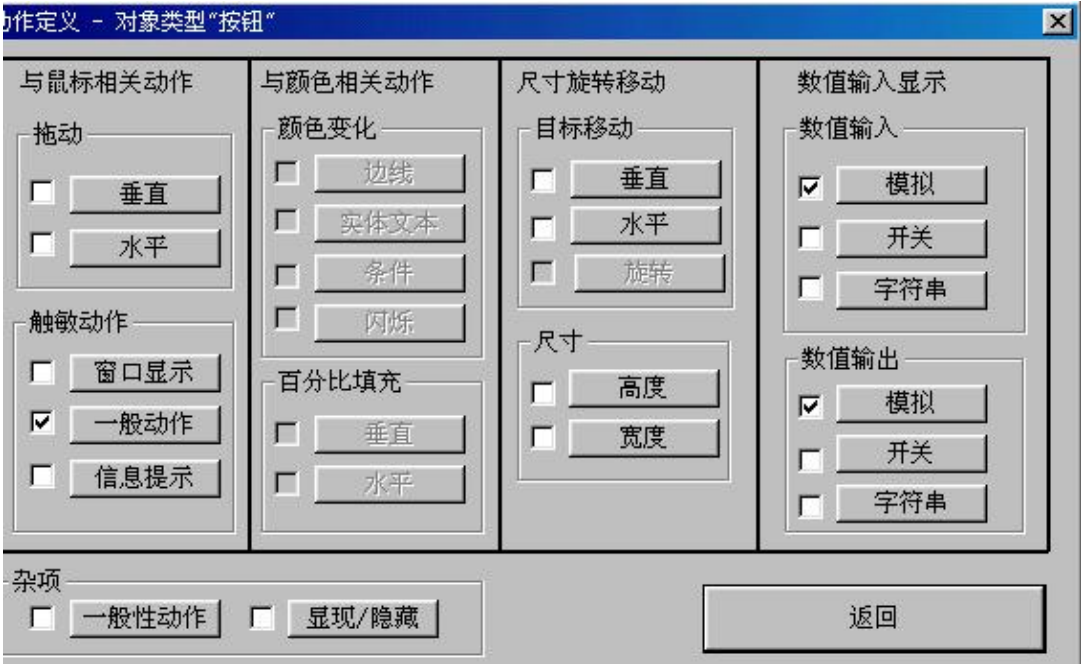 动作定义 - 对象类型“按钮“
与鼠标相关动作
拖动
垂直
水平
触敏动作
窗口显示
一般动作
信息提示
与颜色相关动作
颜色变化
边线
实体文本
条件
闪烁
百分比填充
垂直
水平
尺寸旋转移动
目标移动
垂直
水平
旋转
尺寸
高度
宽度
数值输入显示
数值输入
模拟
开关
字符串
数值输出
模拟
开关
字符串
杂项
一般性动作
显现/隐藏
返回